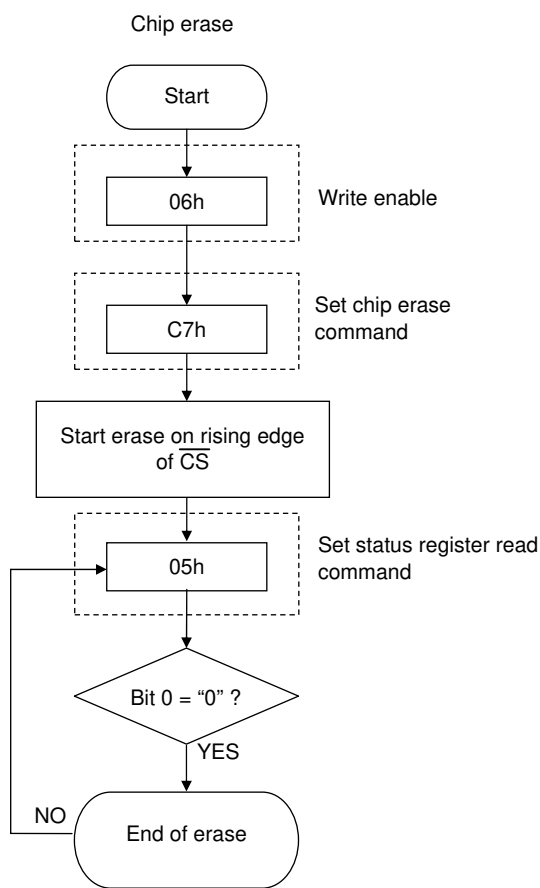 Chip erase
Start
06h
Write enable
Set chip erase
command
C7h
Start erase on rising edge
of C̅S̅
Set status register read
command
05h
Bit 0 = “0” ?
YES
NO
End of erase